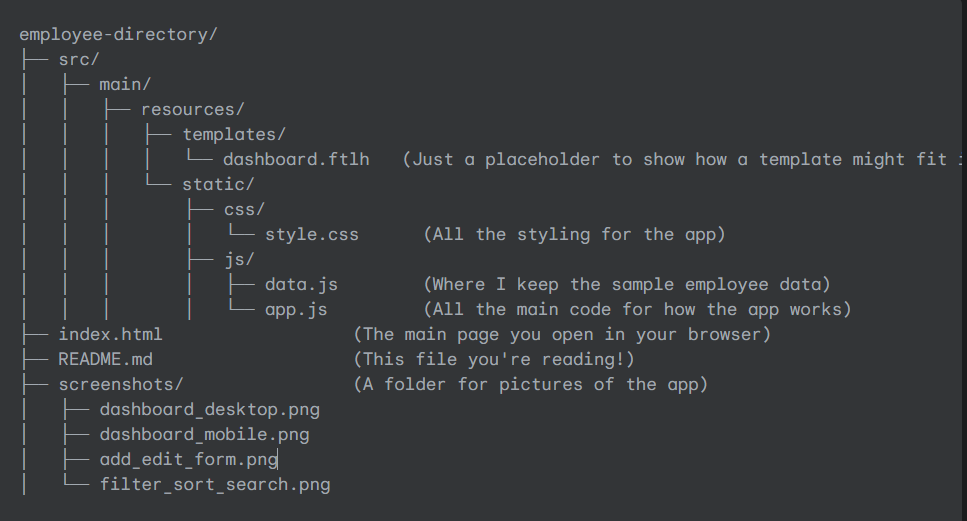 employee-directory/
├── src/
│   ├── main/
│   │   ├── resources/
│   │   │   ├── templates/
│   │   │   │   └── dashboard.ftlh   (Just a placeholder to show how a template might fit
│   │   │   └── static/
│   │   │       ├── css/
│   │   │       │   └── style.css      (All the styling for the app)
│   │   │       ├── js/
│   │   │       │   ├── data.js        (Where I keep the sample employee data)
│   │   │       │   └── app.js         (All the main code for how the app works)
├── index.html                  (The main page you open in your browser)
├── README.md                   (This file you're reading!)
├── screenshots/                (A folder for pictures of the app)
│   ├── dashboard_desktop.png
│   ├── dashboard_mobile.png
│   ├── add_edit_form.png
│   └── filter_sort_search.png